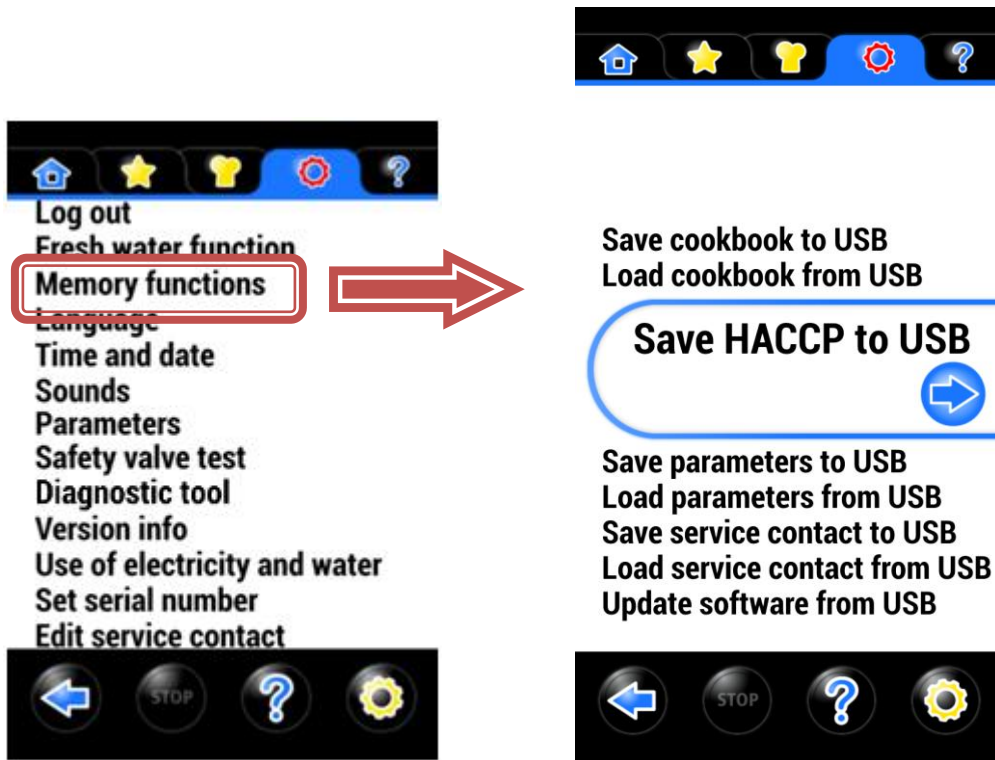 Log out
Fresh water function
Memory functions
Language
Time and date
Sounds
Parameters
Safety valve test
Diagnostic tool
Version info
Use of electricity and water
Set serial number
Edit service contact
STOP
Save cookbook to USB
Load cookbook from USB
Save HACCP to USB
Save parameters to USB
Load parameters from USB
Save service contact to USB
Load service contact from USB
Update software from USB
STOP